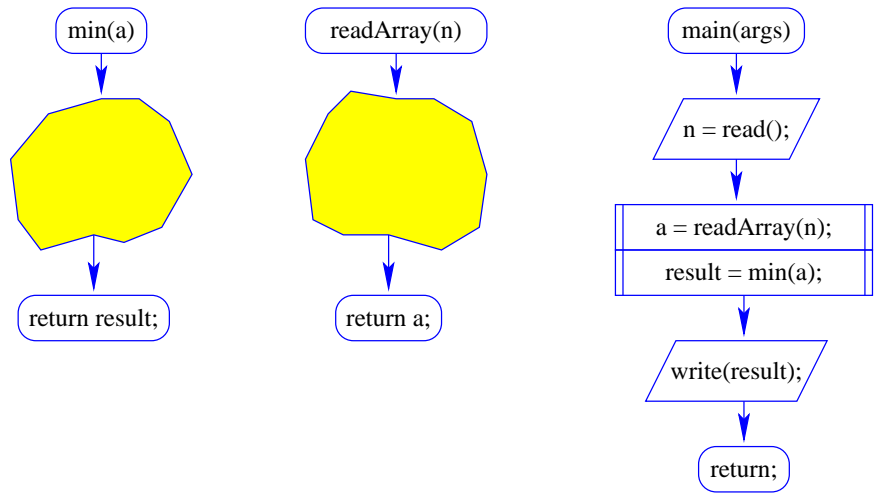 min(a)
return result;
readArray(n)
return a;
main(args)
n = read();
a = readArray(n);
result = min(a);
write(result);
return;